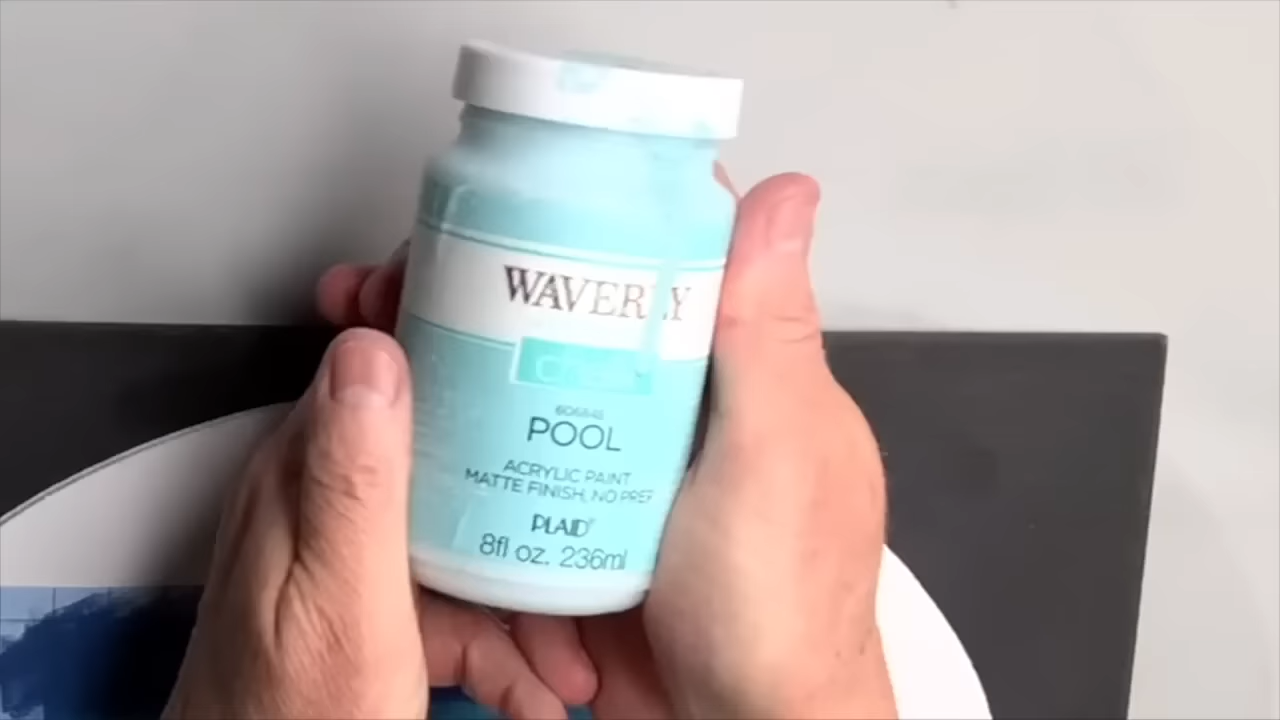 WAVERLY
POOL
ACRYLIC PAINT
MATTE FINISH, NO PREP
PLAID®
8fl oz. 236ml